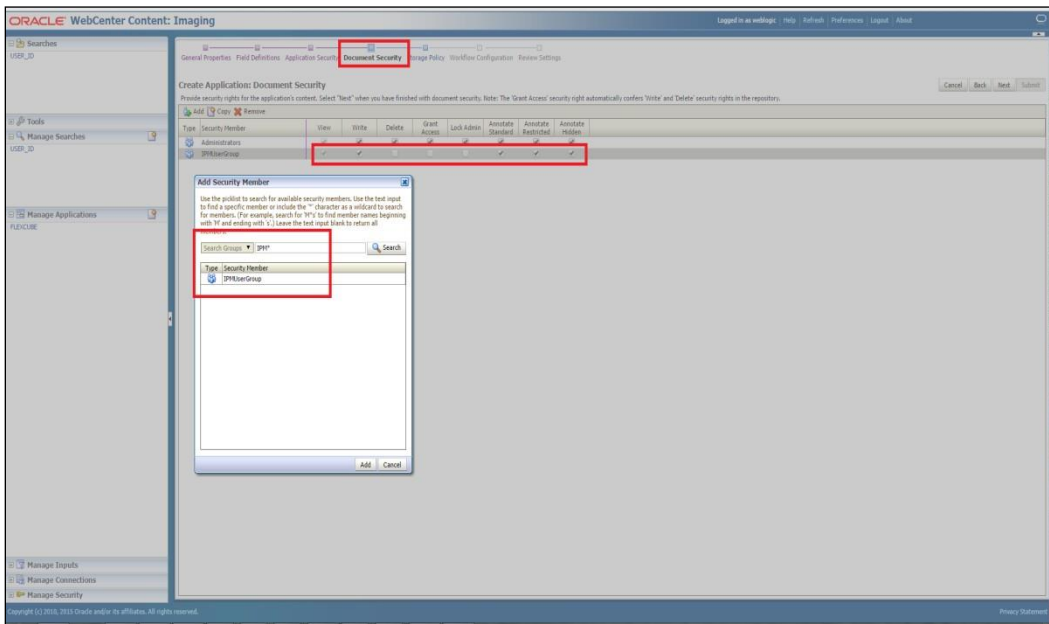 ORACLE WebCenter Content: Imaging
Logged in as weblogic Help Refresh Preferences Logout About
Searches
USER_ID
Tools
Manage Searches
USER_ID
Manage Applications
FLEXCUBE
Manage Inputs
Manage Connections
Manage Security
General Properties Field Definitions Application Security Document Security Storage Policy Workflow Configuration Review Settings
Create Application: Document Security
Cancel Back Next Submit
Provide security rights for the application's content. Select "Next" when you have finished with document security. Note: The 'Grant Access' security right automatically confers 'Write' and 'Delete' security rights in the repository.
Add Copy Remove
Type Security Member View Write Delete Grant Access Lock Admin Annotate Standard Annotate Restricted Annotate Hidden
Administrators
IPMUserGroup
Add Security Member
Use the picklist to search for available security members. Use the text input
to find a specific member or include the '*' character as a wildcard to search
for members. (For example, search for 'M*s' to find member names beginning
with 'M' and ending with 's'.) Leave the text input blank to return all
members.
Search Groups IPM* Search
Type Security Member
IPMUserGroup
Add Cancel
Copyright (c) 2010, 2015 Oracle and/or its affiliates. All rights reserved.
Privacy Statement